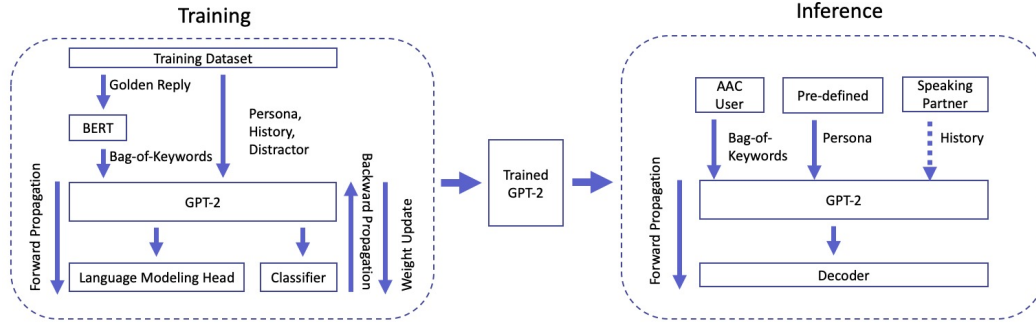 Training
Training Dataset
Golden Reply
BERT
Persona,
History,
Distractor
Bag-of-Keywords
GPT-2
Language Modeling Head
Classifier
Forward Propagation
Backward Propagation
Weight Update
Trained
GPT-2
Inference
AAC
User
Pre-defined
Speaking
Partner
Bag-of-
Keywords
Persona
History
GPT-2
Decoder
Forward Propagation